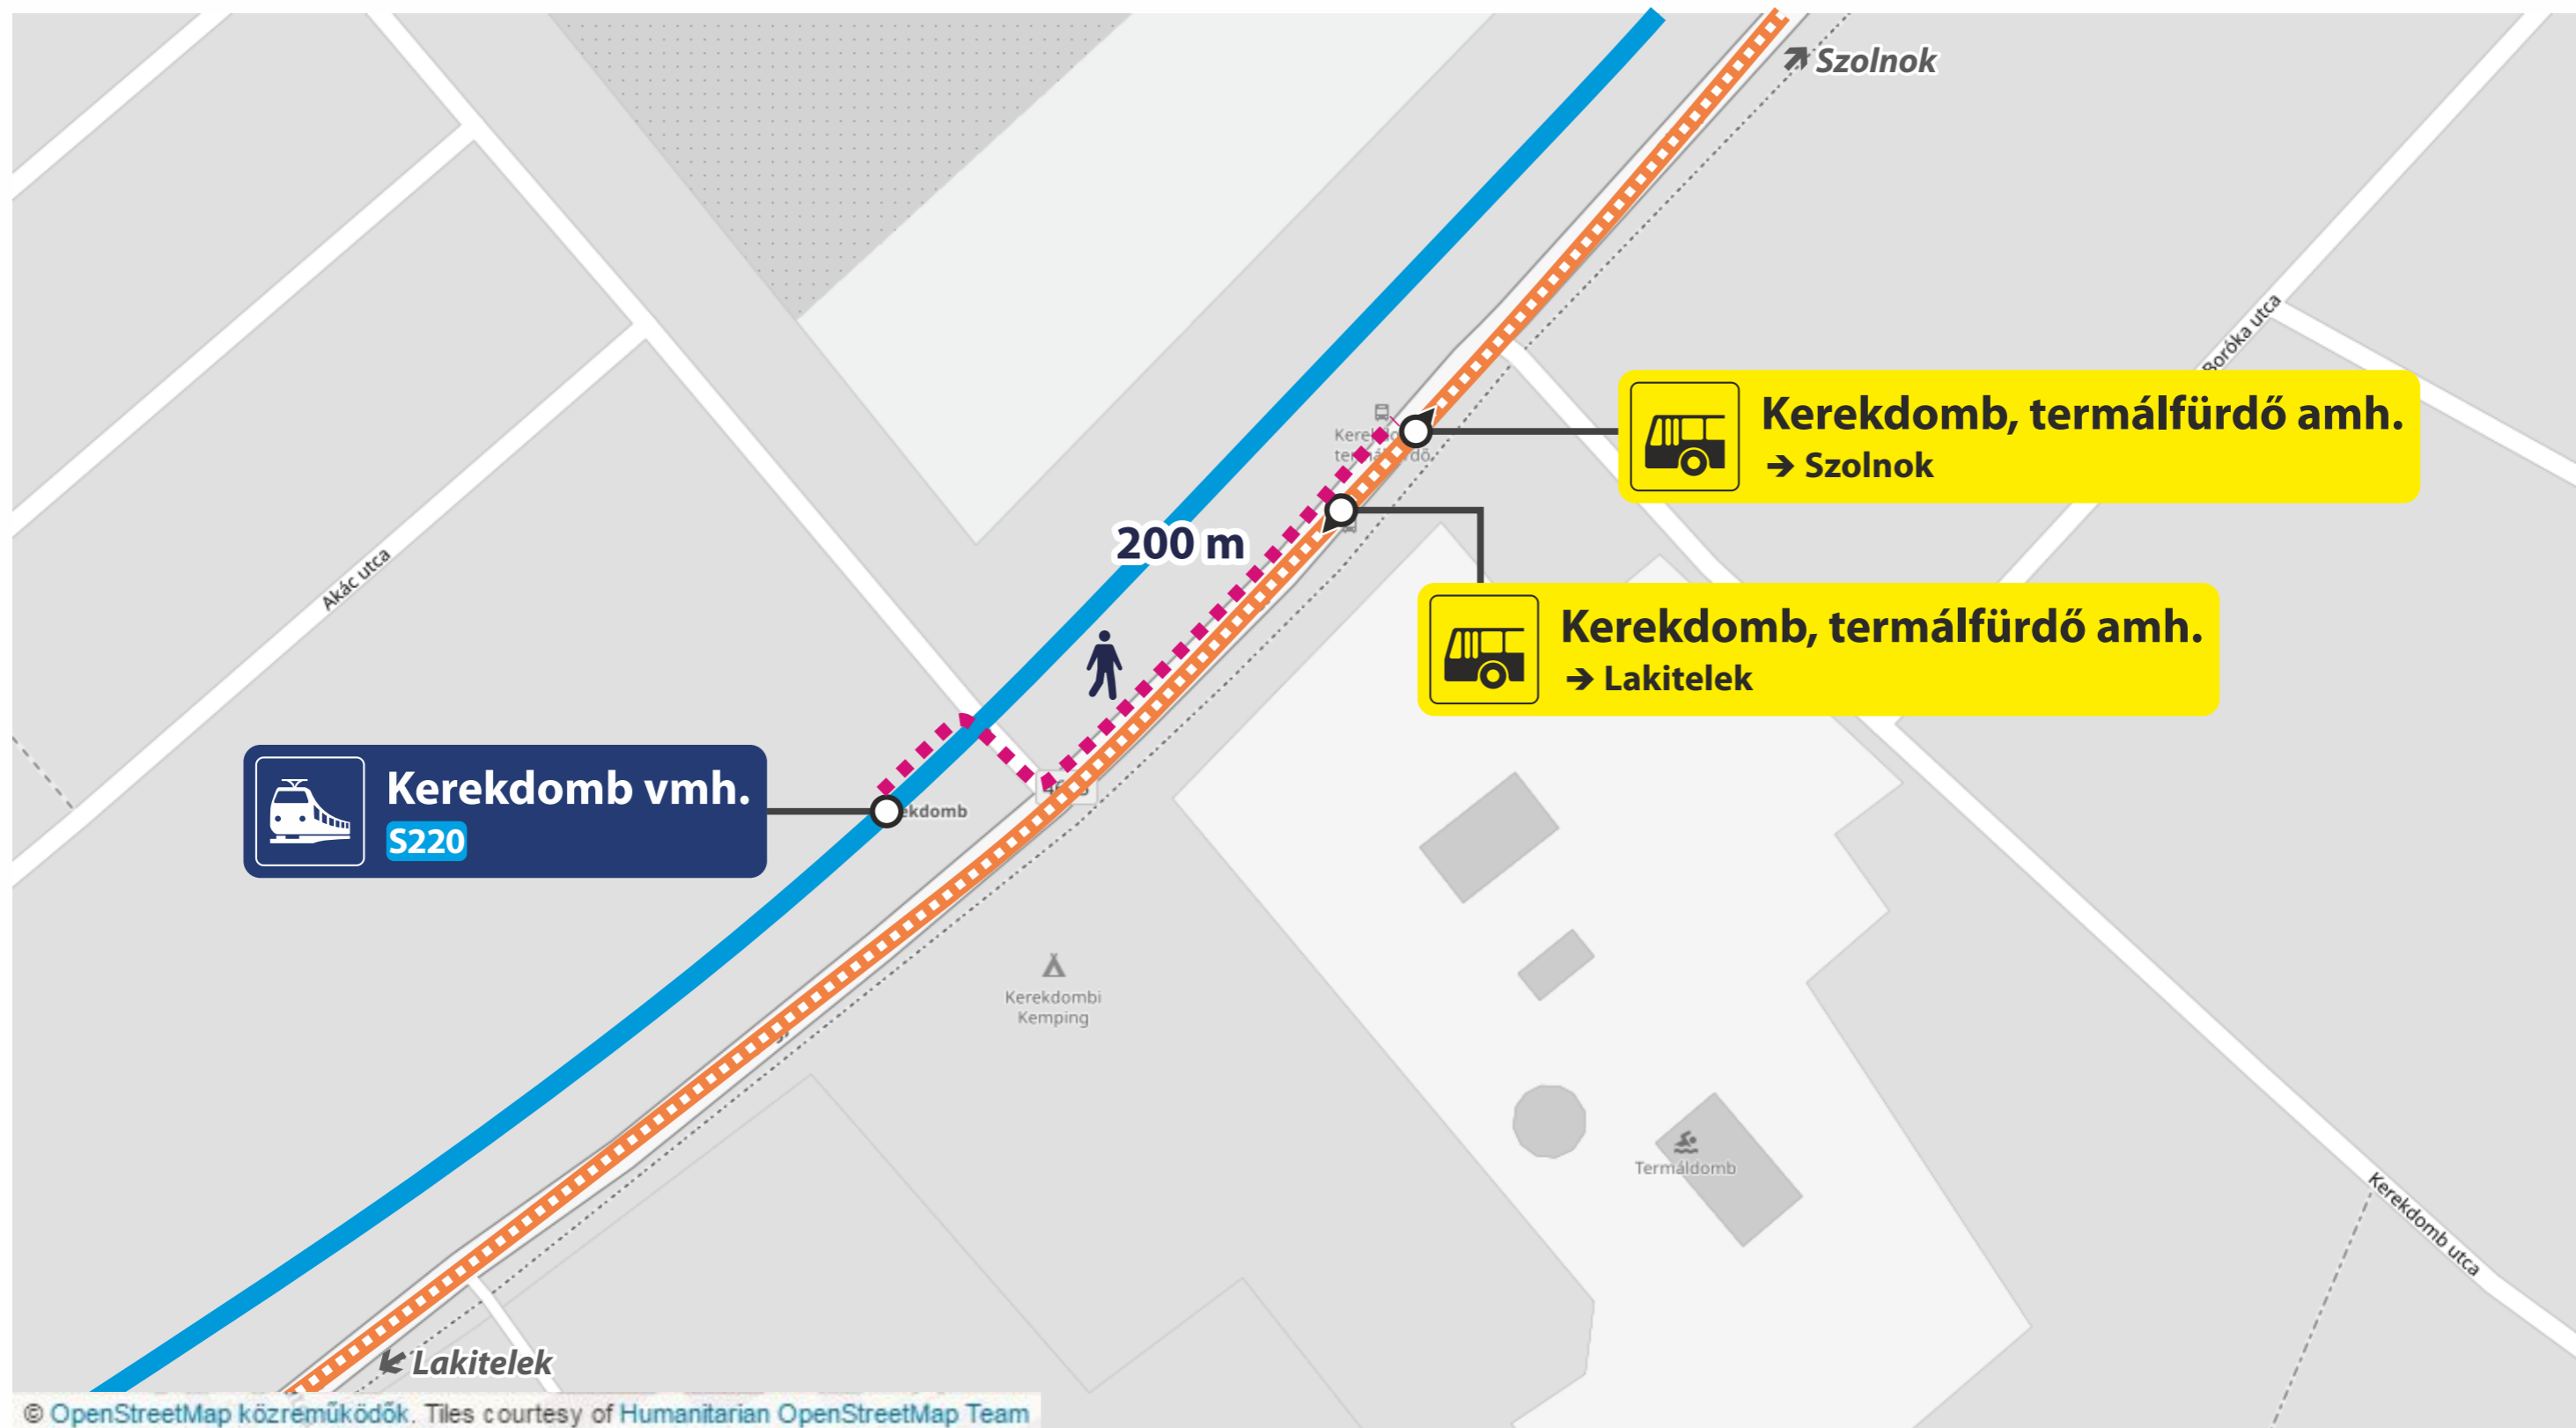 Szolnok
Boróka utca
Kerekdomb, termálfürdő amh.
➔ Szolnok
200 m
Akác utca
Kerekdomb, termálfürdő amh.
➔ Lakitelek
Kerekdomb vmh.
S220
ekdomb
Kerekdombi
Kemping
Termáldomb
Kerekdomb utca
Lakitelek
© OpenStreetMap közreműködők. Tiles courtesy of Humanitarian OpenStreetMap Team